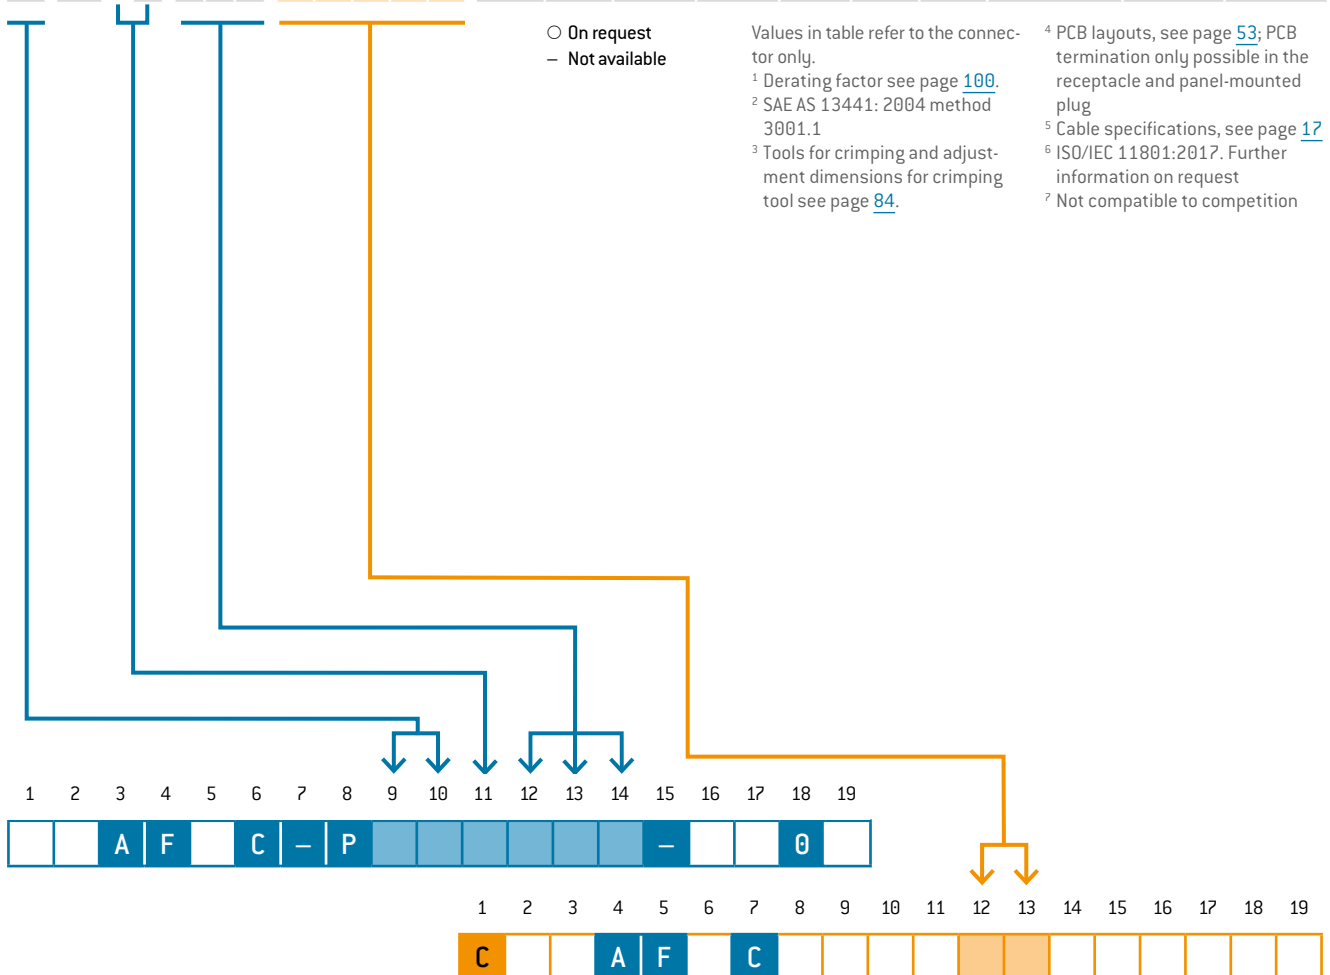 ○ On request
– Not available
Values in table refer to the connec-
tor only.
¹ Derating factor see page 100.
² SAE AS 13441: 2004 method
3001.1
³ Tools for crimping and adjust-
ment dimensions for crimping
tool see page 84.
⁴ PCB layouts, see page 53; PCB
termination only possible in the
receptacle and panel-mounted
plug
⁵ Cable specifications, see page 17
⁶ ISO/IEC 11801:2017. Further
information on request
⁷ Not compatible to competition
1 2 3 4 5 6 7 8 9 10 11 12 13 14 15 16 17 18 19
A F C – P – 0
1 2 3 4 5 6 7 8 9 10 11 12 13 14 15 16 17 18 19
C A F C